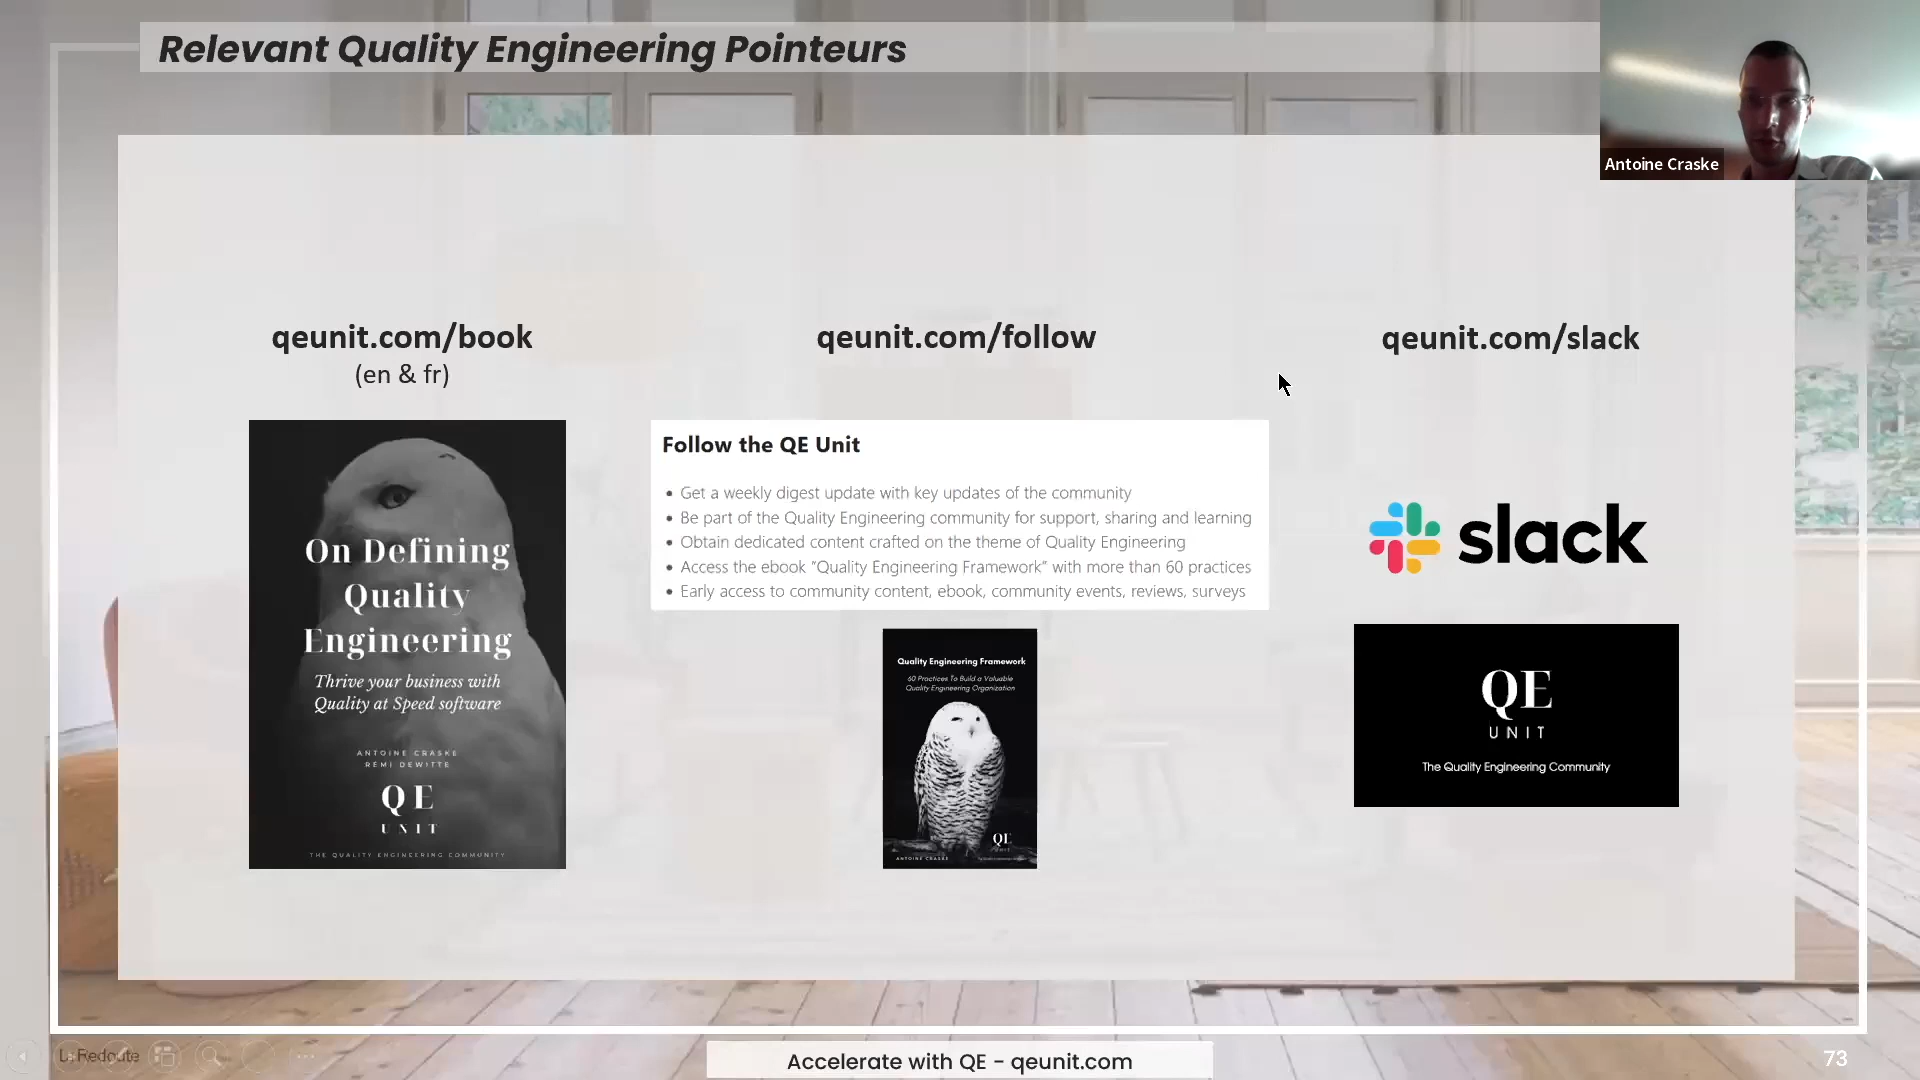 Relevant Quality Engineering Pointeurs
Antoine Craske
qeunit.com/book
(en & fr)
On Defining
Quality
Engineering
Thrive your business with
Quality at Speed software
ANTOINE CRASKE
REMI DEWITTE
QE
UNIT
THE QUALITY ENGINEERING COMMUNITY
qeunit.com/follow
Follow the QE Unit
• Get a weekly digest update with key updates of the community
• Be part of the Quality Engineering community for support, sharing and learning
• Obtain dedicated content crafted on the theme of Quality Engineering
• Access the ebook "Quality Engineering Framework" with more than 60 practices
• Early access to community content, ebook, community events, reviews, surveys
Quality Engineering Framework
60 Practices To Build a Valuable
Quality Engineering Organization
QE
ANTOINE CRASKE
qeunit.com/slack
slack
QE
UNIT
The Quality Engineering Community
La Redoute
Accelerate with QE – qeunit.com
73